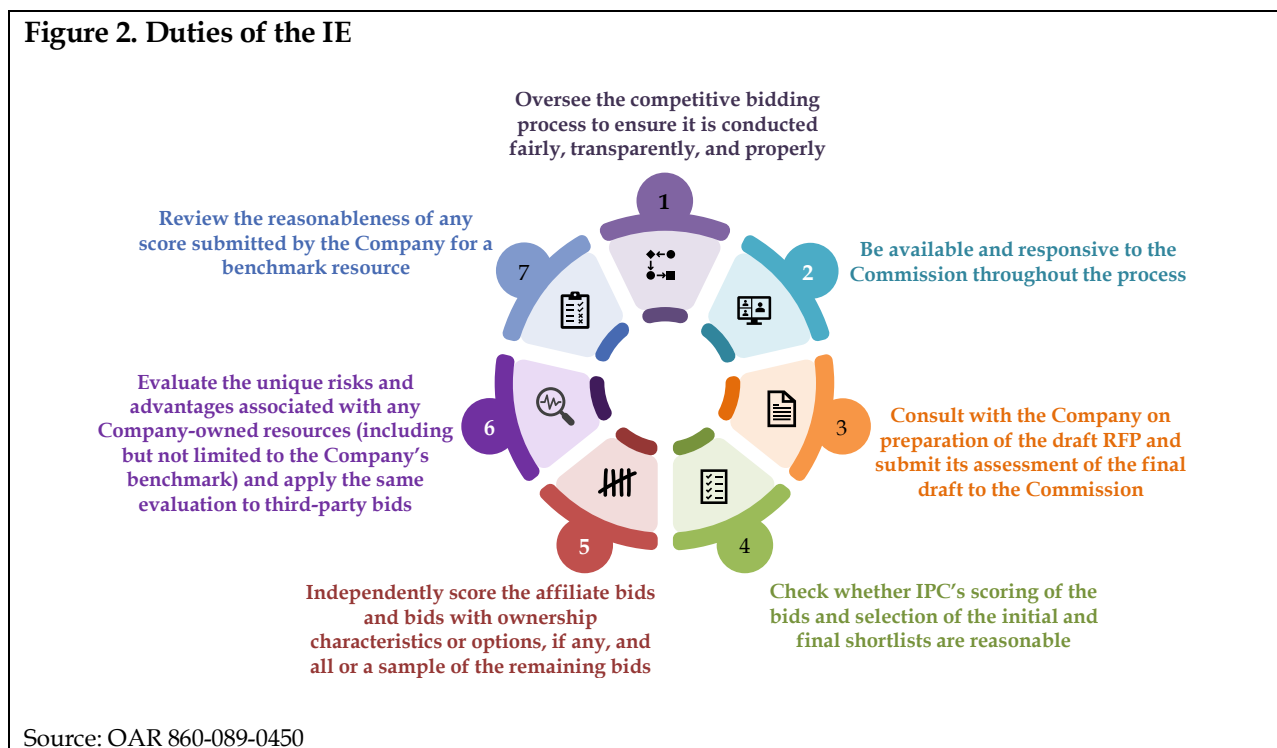 Figure 2. Duties of the IE
Oversee the competitive bidding
process to ensure it is conducted
fairly, transparently, and properly
1
Be available and responsive to the
Commission throughout the process
2
Consult with the Company on
preparation of the draft RFP and
submit its assessment of the final
draft to the Commission
3
Check whether IPC's scoring of the
bids and selection of the initial and
final shortlists are reasonable
4
Independently score the affiliate bids
and bids with ownership
characteristics or options, if any, and
all or a sample of the remaining bids
5
Evaluate the unique risks and
advantages associated with any
Company-owned resources (including
but not limited to the Company's
benchmark) and apply the same
evaluation to third-party bids
6
Review the reasonableness of any
score submitted by the Company for a
benchmark resource
7
Source: OAR 860-089-0450